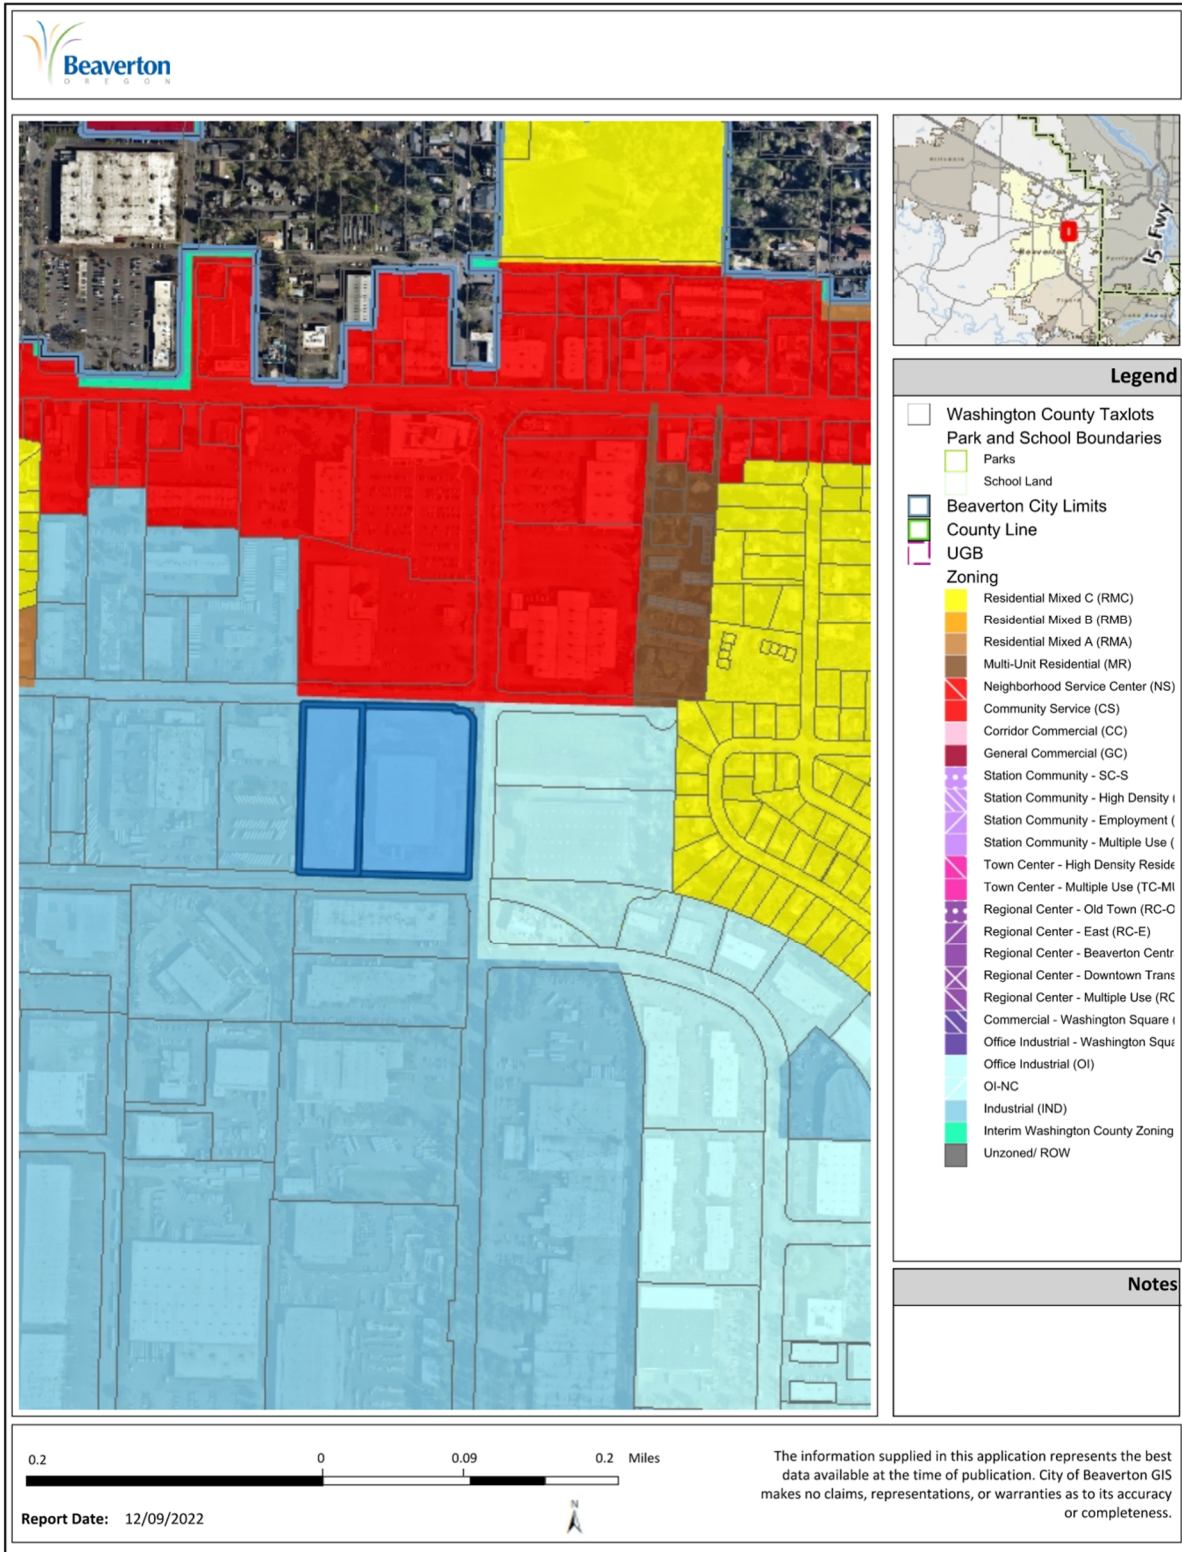 Beaverton
O R E G O N
I5 Fwy
Legend
Washington County Taxlots
Park and School Boundaries
Parks
School Land
Beaverton City Limits
County Line
UGB
Zoning
Residential Mixed C (RMC)
Residential Mixed B (RMB)
Residential Mixed A (RMA)
Multi-Unit Residential (MR)
Neighborhood Service Center (NS)
Community Service (CS)
Corridor Commercial (CC)
General Commercial (GC)
Station Community - SC-S
Station Community - High Density (
Station Community - Employment (
Station Community - Multiple Use (
Town Center - High Density Reside
Town Center - Multiple Use (TC-MU
Regional Center - Old Town (RC-O
Regional Center - East (RC-E)
Regional Center - Beaverton Centr
Regional Center - Downtown Trans
Regional Center - Multiple Use (RC
Commercial - Washington Square (
Office Industrial - Washington Squa
Office Industrial (OI)
OI-NC
Industrial (IND)
Interim Washington County Zoning
Unzoned/ ROW
Notes
0.2 0 0.09 0.2 Miles
Report Date: 12/09/2022
N
The information supplied in this application represents the best
data available at the time of publication. City of Beaverton GIS
makes no claims, representations, or warranties as to its accuracy
or completeness.